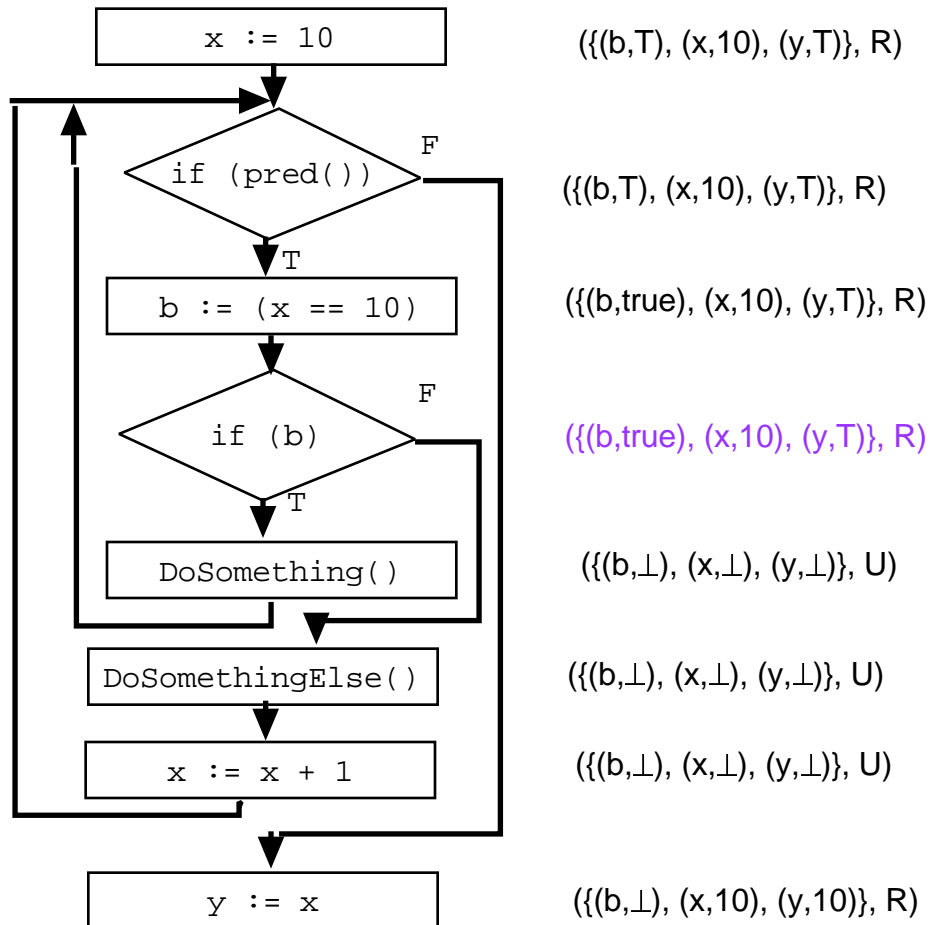 x := 10
({(b,T), (x,10), (y,T)}, R)
F
if (pred())
({(b,T), (x,10), (y,T)}, R)
T
b := (x == 10)
({(b,true), (x,10), (y,T)}, R)
F
if (b)
({(b,true), (x,10), (y,T)}, R)
T
DoSomething()
({(b,⊥), (x,⊥), (y,⊥)}, U)
DoSomethingElse()
({(b,⊥), (x,⊥), (y,⊥)}, U)
x := x + 1
({(b,⊥), (x,⊥), (y,⊥)}, U)
y := x
({(b,⊥), (x,10), (y,10)}, R)